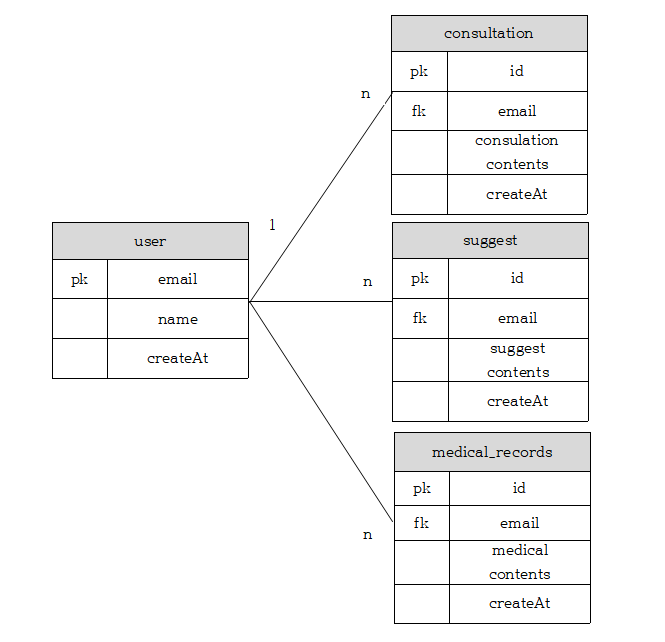 consultation
pk id
n
fk email
consulation
contents
createAt
1
user
pk email
name
createAt
suggest
n
pk id
fk email
suggest
contents
createAt
medical_records
pk id
n
fk email
medical
contents
createAt